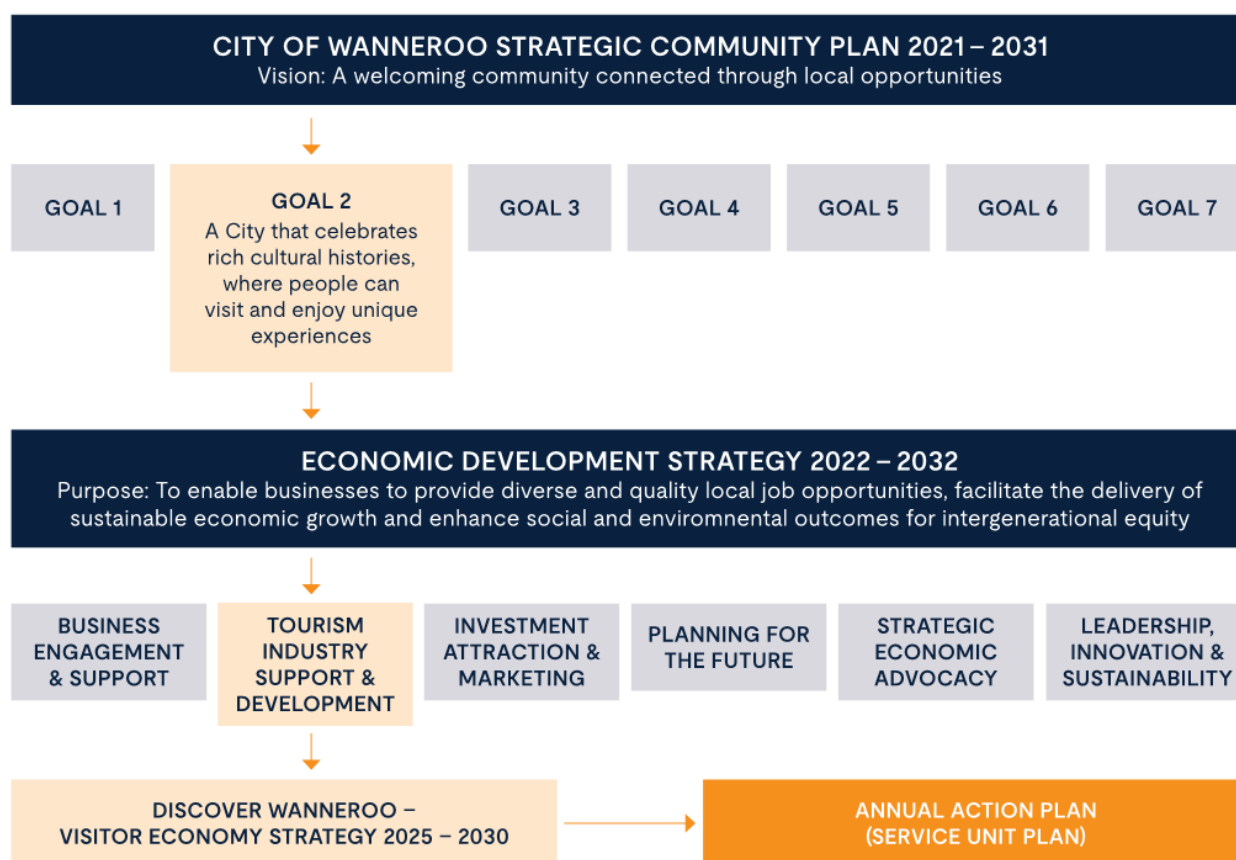 CITY OF WANNEROO STRATEGIC COMMUNITY PLAN 2021 – 2031
Vision: A welcoming community connected through local opportunities
GOAL 1
GOAL 2
A City that celebrates
rich cultural histories,
where people can
visit and enjoy unique
experiences
GOAL 3
GOAL 4
GOAL 5
GOAL 6
GOAL 7
ECONOMIC DEVELOPMENT STRATEGY 2022 – 2032
Purpose: To enable businesses to provide diverse and quality local job opportunities, facilitate the delivery of
sustainable economic growth and enhance social and enviromnental outcomes for intergenerational equity
BUSINESS
ENGAGEMENT
& SUPPORT
TOURISM
INDUSTRY
SUPPORT &
DEVELOPMENT
INVESTMENT
ATTRACTION &
MARKETING
PLANNING FOR
THE FUTURE
STRATEGIC
ECONOMIC
ADVOCACY
LEADERSHIP,
INNOVATION &
SUSTAINABILITY
DISCOVER WANNEROO –
VISITOR ECONOMY STRATEGY 2025 – 2030
ANNUAL ACTION PLAN
(SERVICE UNIT PLAN)